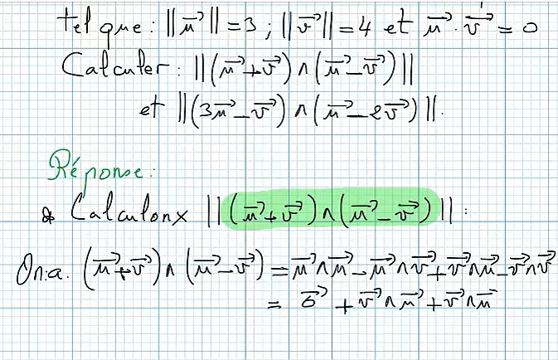 tel que : ||u⃗|| = 3 ; ||v⃗|| = 4 et u⃗ . v⃗ = 0
Calculer : ||(u⃗+v⃗) ∧ (u⃗-v⃗)||
et ||(3u⃗-v⃗) ∧ (u⃗-2v⃗)||.
Réponse :
* Calculons ||(u⃗+v⃗) ∧ (u⃗-v⃗)|| :
On.a. (u⃗+v⃗) ∧ (u⃗-v⃗) = u⃗∧u⃗ - u⃗∧v⃗ + v⃗∧u⃗ - v⃗∧v⃗
= 0⃗ + v⃗∧u⃗ + v⃗∧u⃗